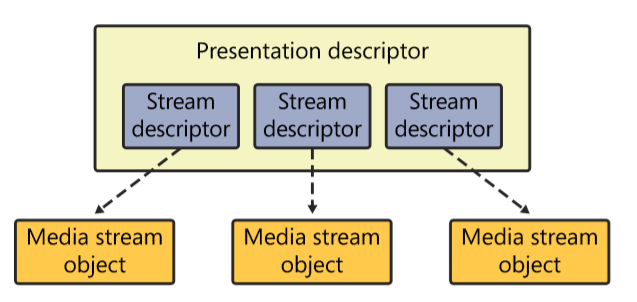 Presentation descriptor
Stream
descriptor
Stream
descriptor
Stream
descriptor
Media stream
object
Media stream
object
Media stream
object